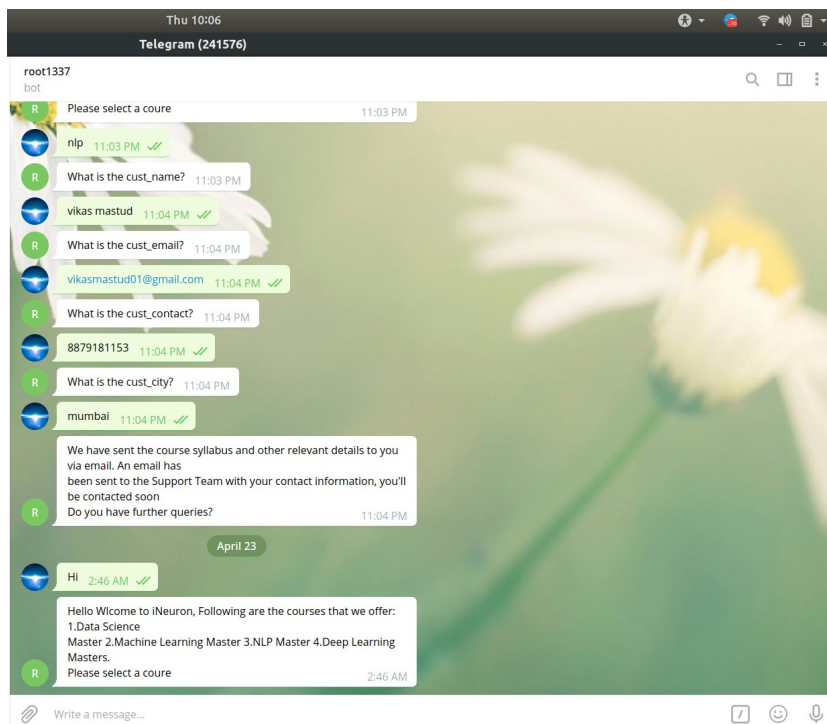 Thu 10:06
Telegram (241576)
root1337
bot
R Please select a coure 11:03 PM
nlp 11:03 PM
R What is the cust_name? 11:03 PM
vikas mastud 11:04 PM
R What is the cust_email? 11:04 PM
vikasmastud01@gmail.com 11:04 PM
R What is the cust_contact? 11:04 PM
8879181153 11:04 PM
R What is the cust_city? 11:04 PM
mumbai 11:04 PM
We have sent the course syllabus and other relevant details to you
via email. An email has
been sent to the Support Team with your contact information, you'll
be contacted soon
R Do you have further queries? 11:04 PM
April 23
Hi 2:46 AM
Hello Wlcome to iNeuron, Following are the courses that we offer:
1.Data Science
Master 2.Machine Learning Master 3.NLP Master 4.Deep Learning
Masters.
R Please select a coure 2:46 AM
Write a message...